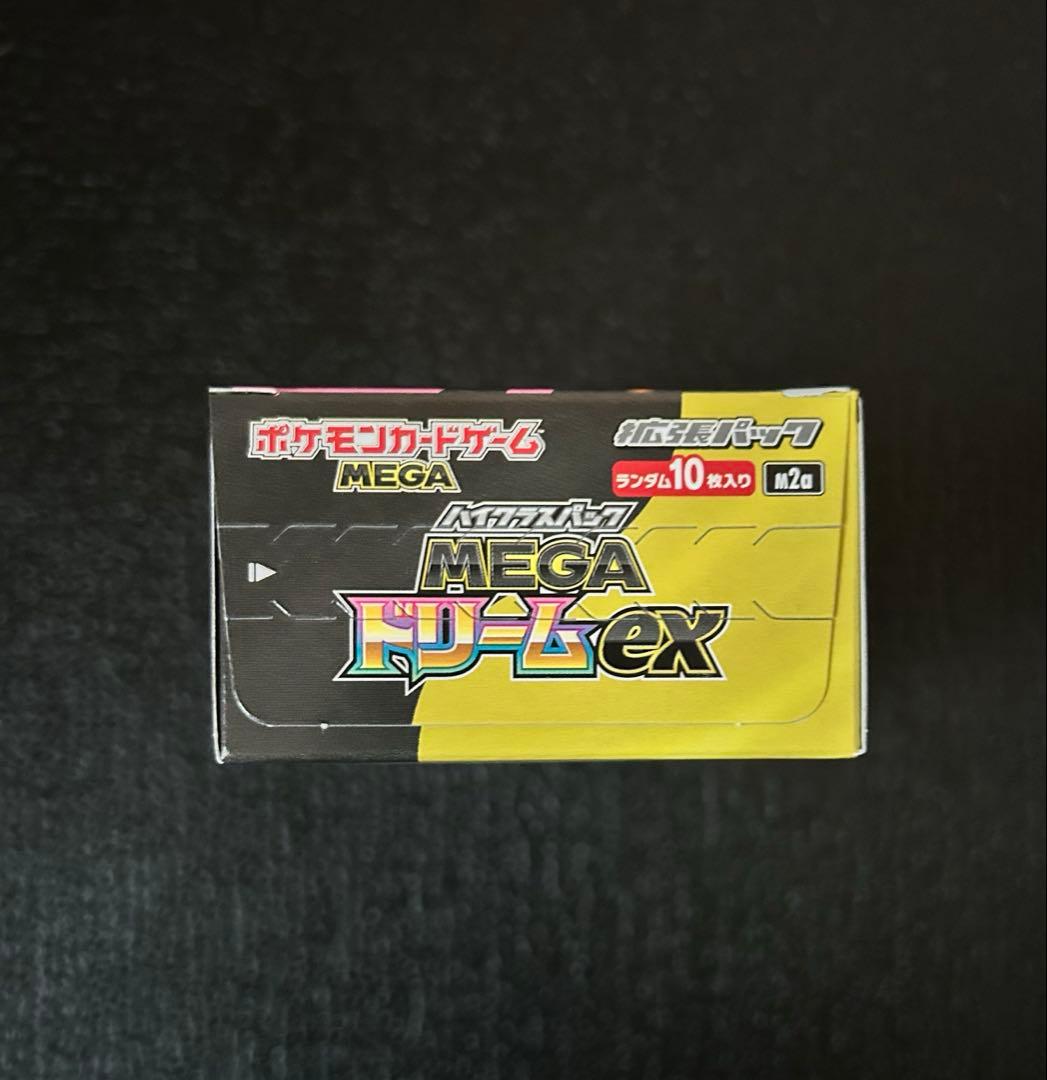 ポケモンカードゲーム
MEGA
拡張パック
ランダム10枚入り
M2a
ハイクラスパック
MEGA
ドリームex